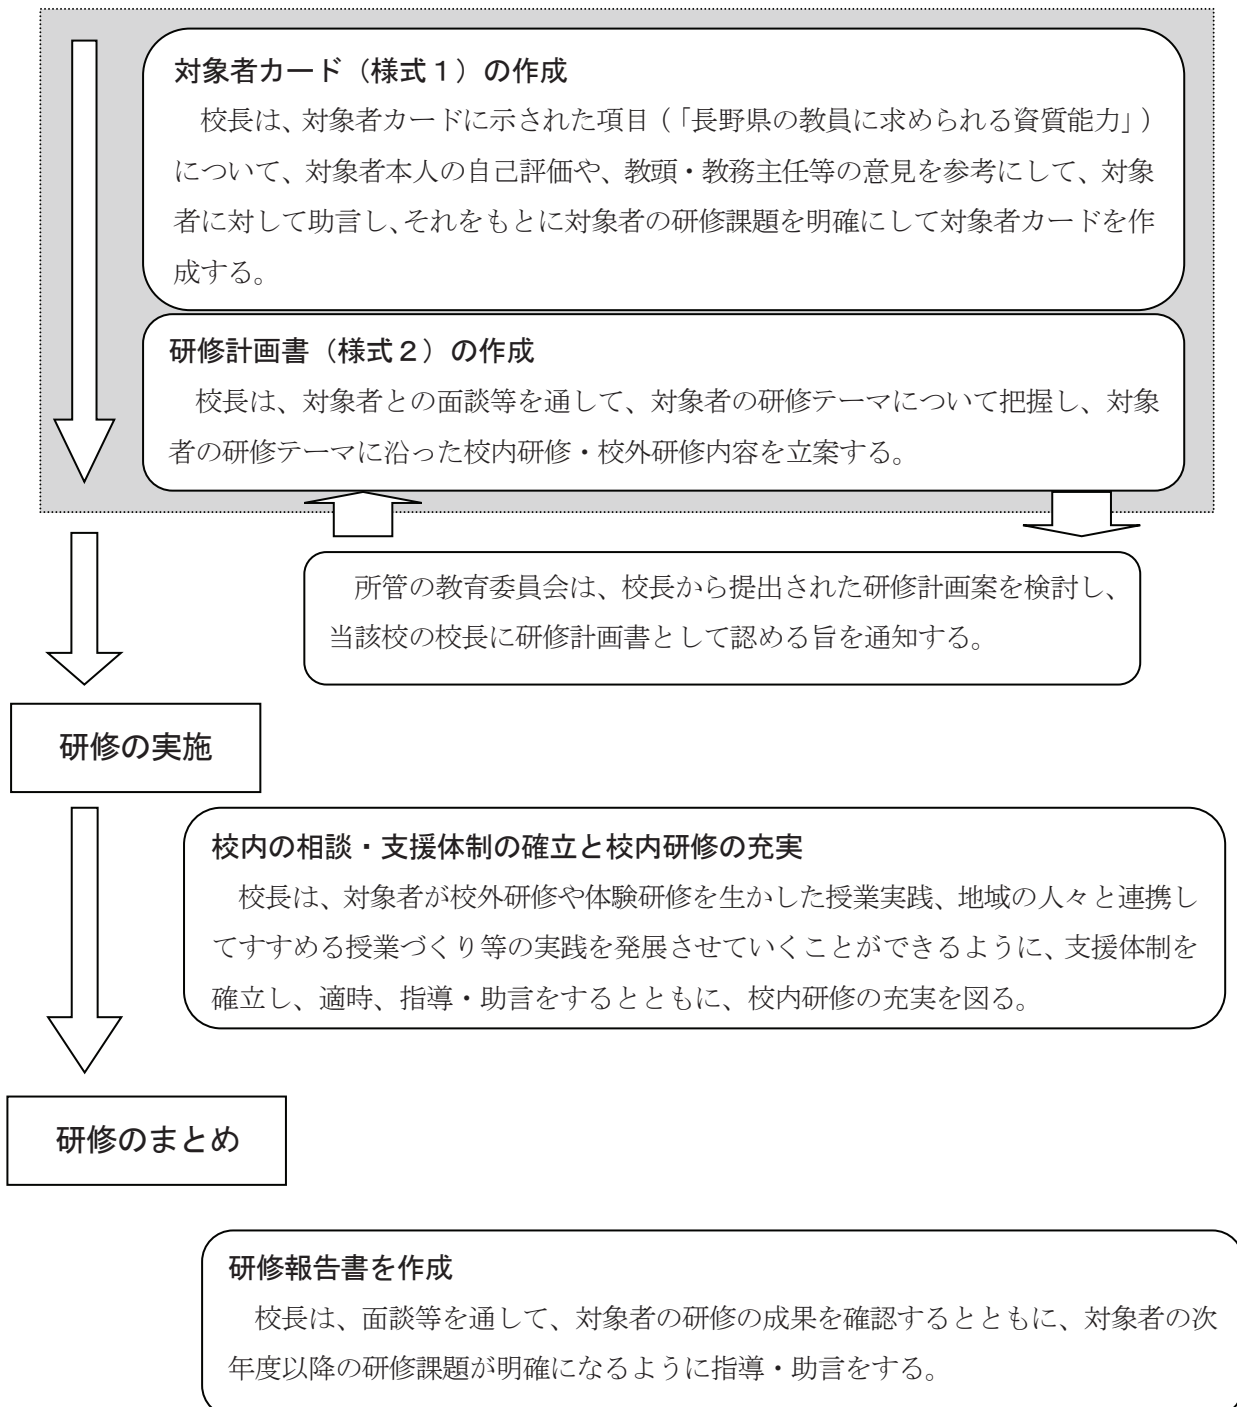 対象者カード（様式１）の作成
校長は、対象者カードに示された項目（「長野県の教員に求められる資質能力」）
について、対象者本人の自己評価や、教頭・教務主任等の意見を参考にして、対象
者に対して助言し、それをもとに対象者の研修課題を明確にして対象者カードを作
成する。
研修計画書（様式２）の作成
校長は、対象者との面談等を通して、対象者の研修テーマについて把握し、対象
者の研修テーマに沿った校内研修・校外研修内容を立案する。
所管の教育委員会は、校長から提出された研修計画案を検討し、
当該校の校長に研修計画書として認める旨を通知する。
研修の実施
校内の相談・支援体制の確立と校内研修の充実
校長は、対象者が校外研修や体験研修を生かした授業実践、地域の人々と連携し
てすすめる授業づくり等の実践を発展させていくことができるように、支援体制を
確立し、適時、指導・助言をするとともに、校内研修の充実を図る。
研修のまとめ
研修報告書を作成
校長は、面談等を通して、対象者の研修の成果を確認するとともに、対象者の次
年度以降の研修課題が明確になるように指導・助言をする。